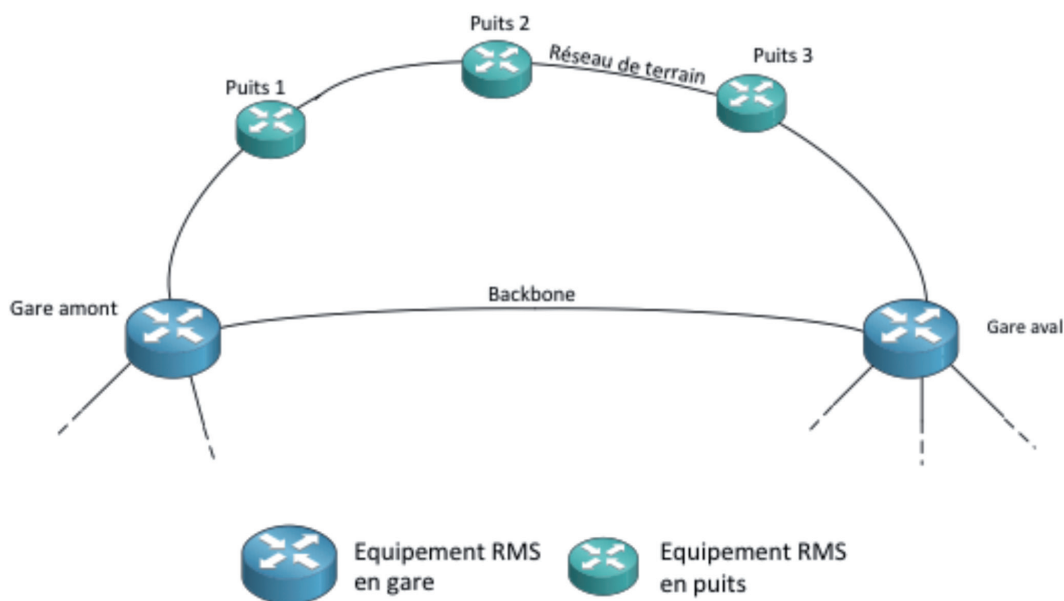 Puits 2
Réseau de terrain
Puits 3
Puits 1
Gare amont
Backbone
Gare aval
Equipement RMS
en gare
Equipement RMS
en puits